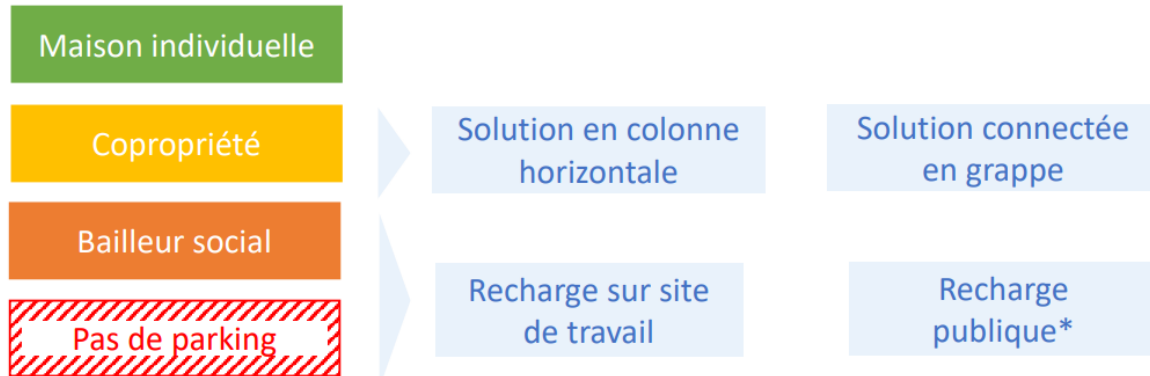 Maison individuelle
Copropriété
Solution en colonne
horizontale
Solution connectée
en grappe
Bailleur social
Pas de parking
Recharge sur site
de travail
Recharge
publique*